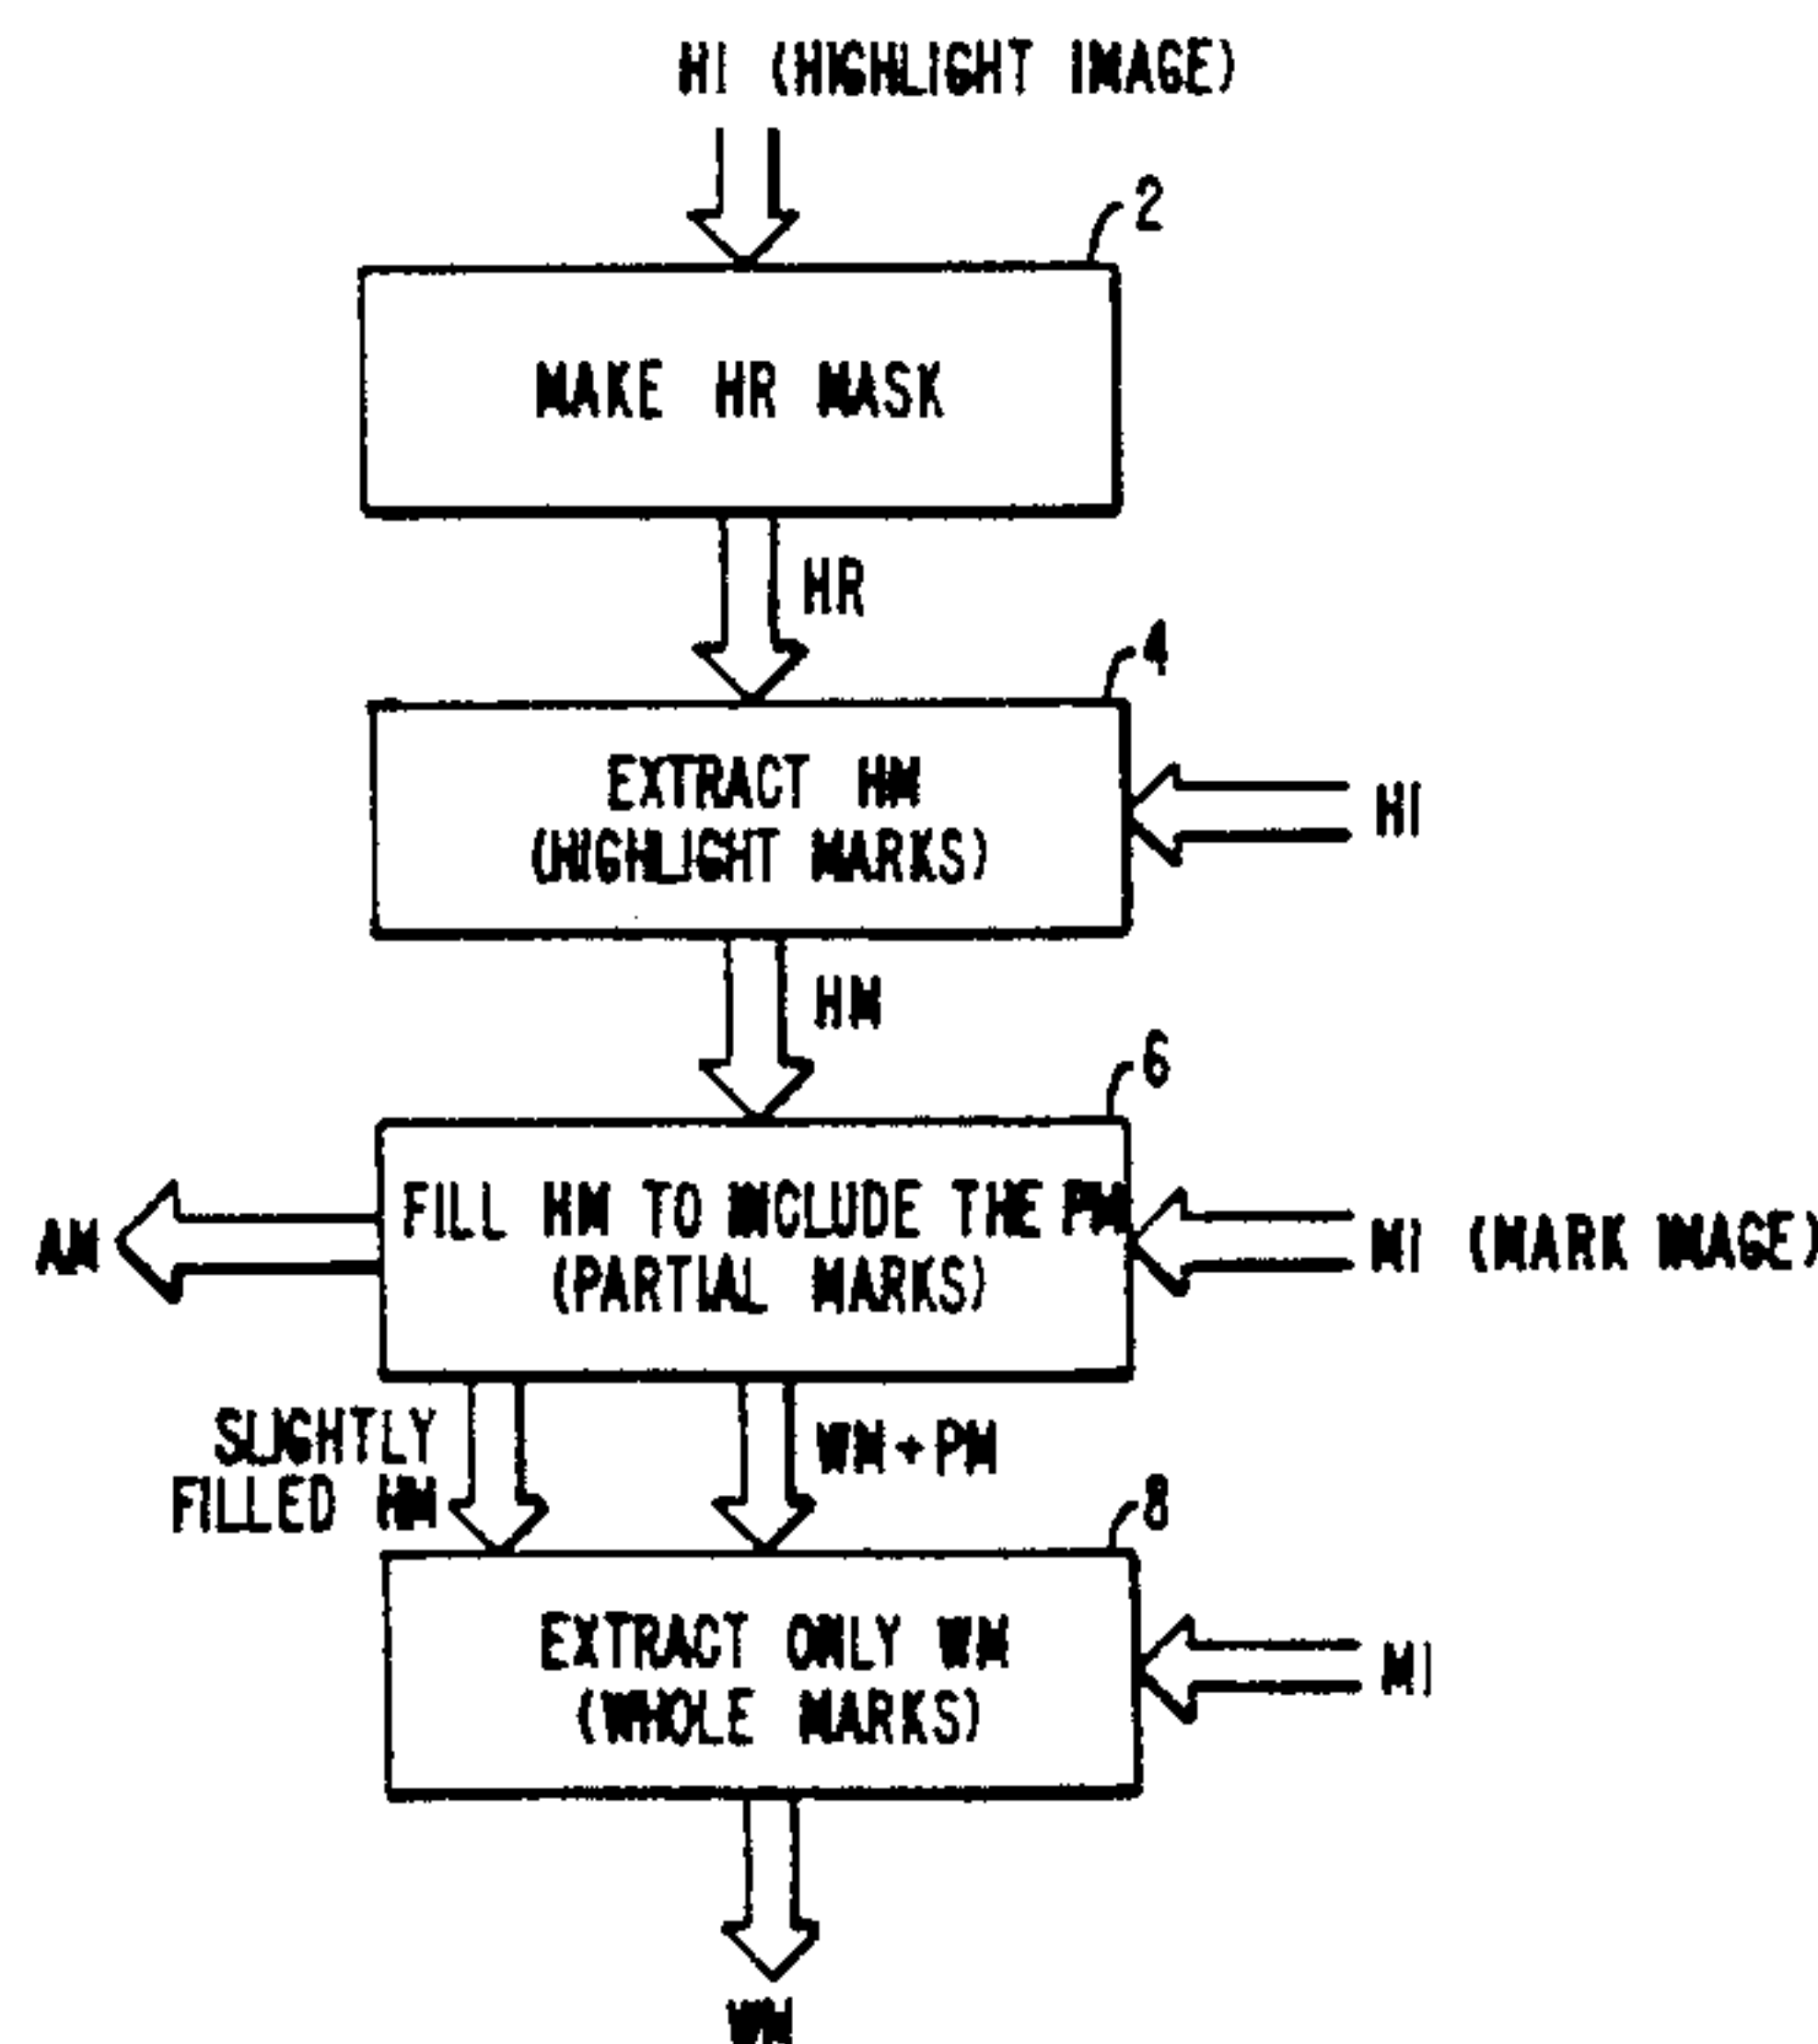 HI (HIGHLIGHT IMAGE)
2
MAKE HR MASK
HR
4
EXTRACT HM
(HIGHLIGHT MARKS)
HI
HM
6
FILL HM TO INCLUDE THE PM
(PARTIAL MARKS)
AM
MI (MARK IMAGE)
SLIGHTLY
FILLED HM
WM+PM
8
EXTRACT ONLY WM
(WHOLE MARKS)
MI
WM